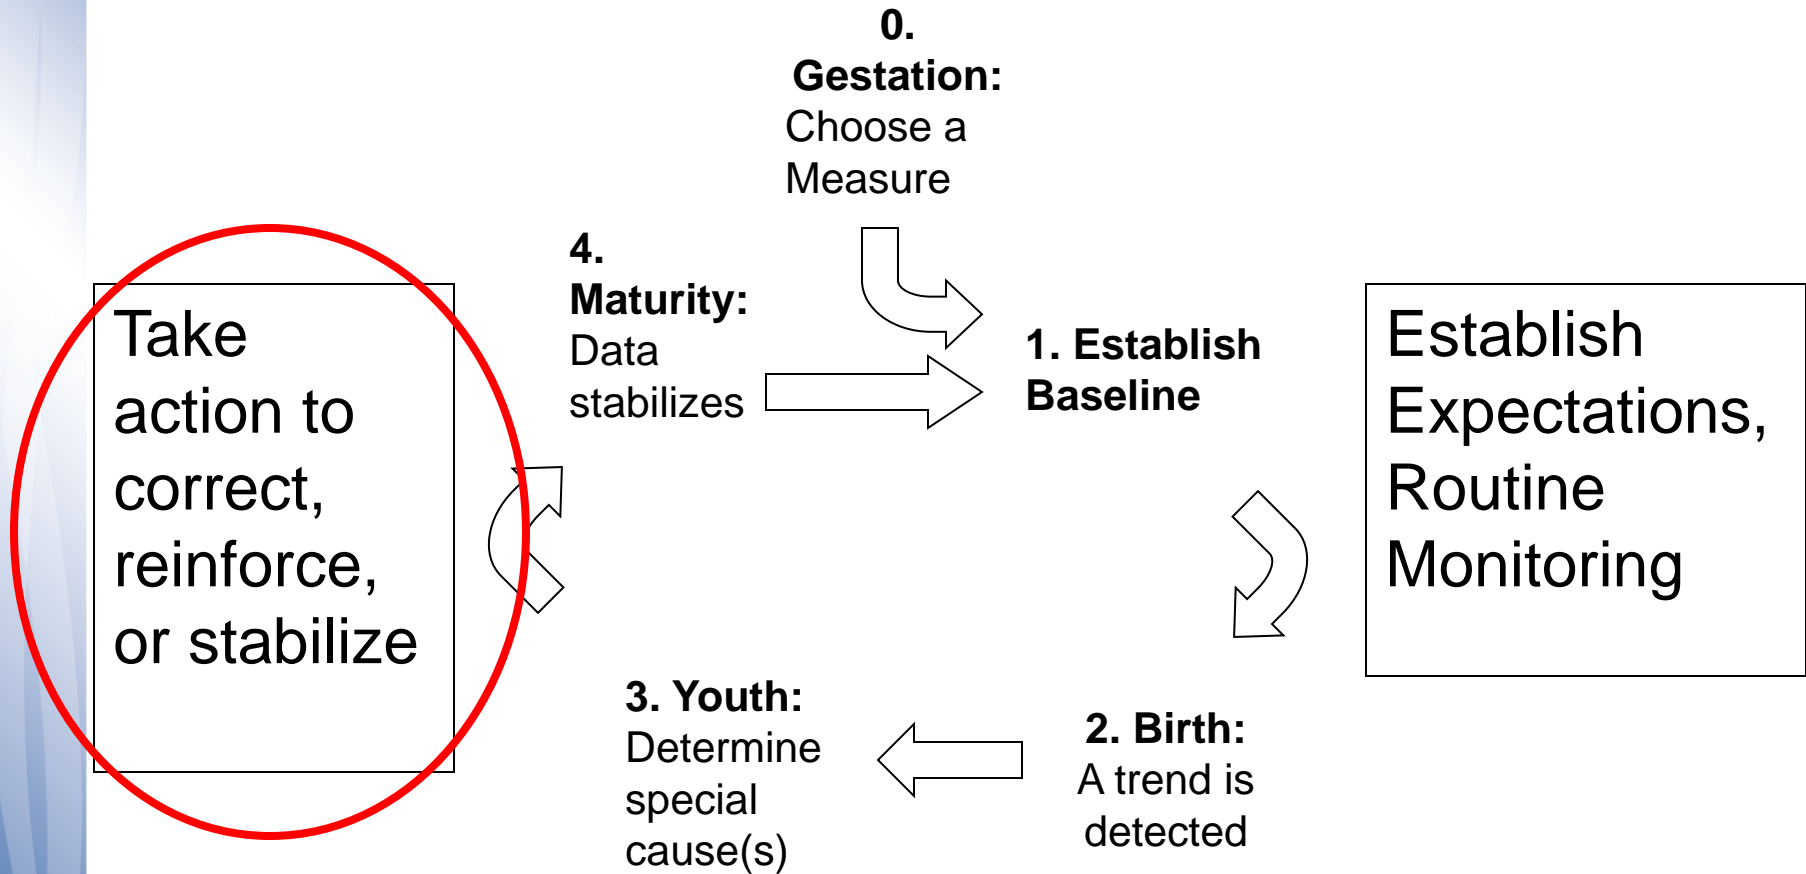 0.
Gestation:
Choose a
Measure
4.
Maturity:
Data
stabilizes
1. Establish
Baseline
Take
action to
correct,
reinforce,
or stabilize
Establish
Expectations,
Routine
Monitoring
3. Youth:
Determine
special
cause(s)
2. Birth:
A trend is
detected